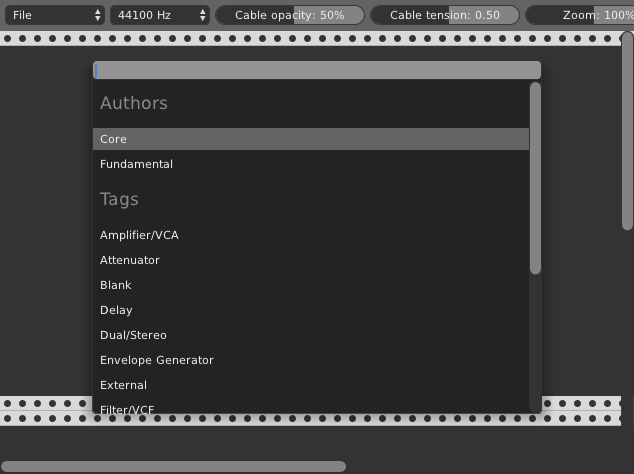 File 44100 Hz Cable opacity: 50% Cable tension: 0.50 Zoom: 100%
Authors
Core
Fundamental
Tags
Amplifier/VCA
Attenuator
Blank
Delay
Dual/Stereo
Envelope Generator
External
Filter/VCF